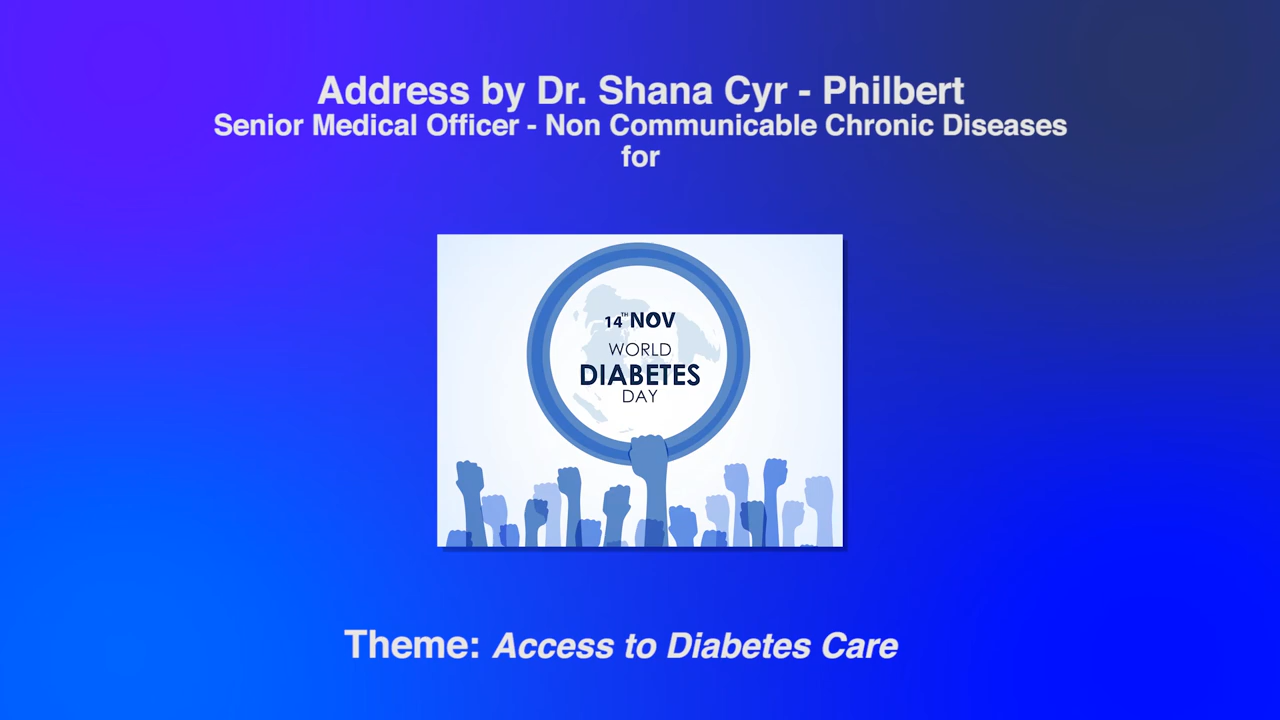 Address by Dr. Shana Cyr - Philbert
Senior Medical Officer - Non Communicable Chronic Diseases
for
14TH NOV
WORLD
DIABETES
DAY
Theme: Access to Diabetes Care